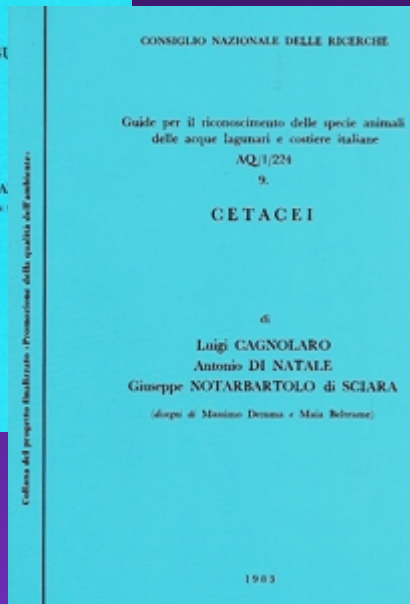 CONSIGLIO NAZIONALE DELLE RICERCHE
Guide per il riconoscimento delle specie animali
delle acque lagunari e costiere italiane
AQ/1/224
9.
CETACEI
di
Luigi CAGNOLARO
Antonio DI NATALE
Giuseppe NOTARBARTOLO di SCIARA
(disegni di Massimo Demma e Maia Beltrame)
1983
Collana del progetto finalizzato «Promozione della qualità dell'ambiente»